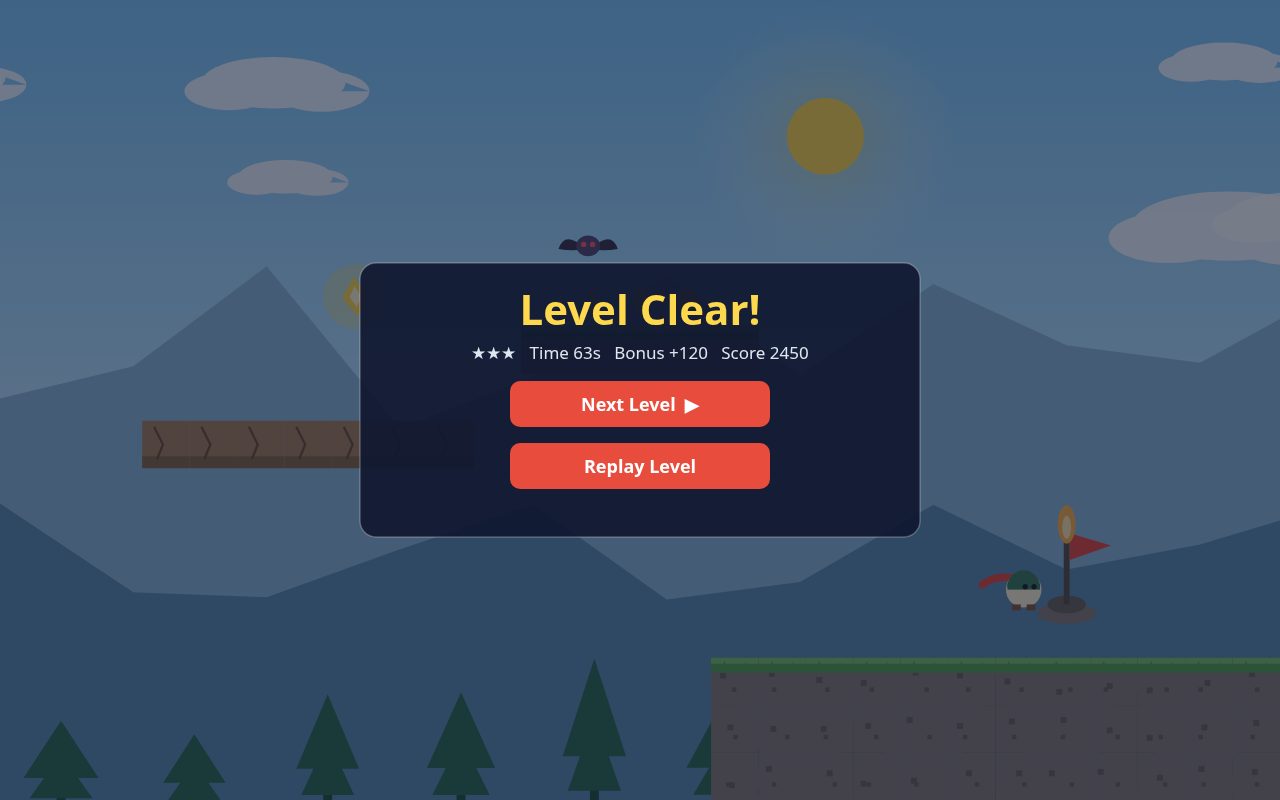 Level Clear!
★★★ Time 63s Bonus +120 Score 2450
Next Level ▶
Replay Level